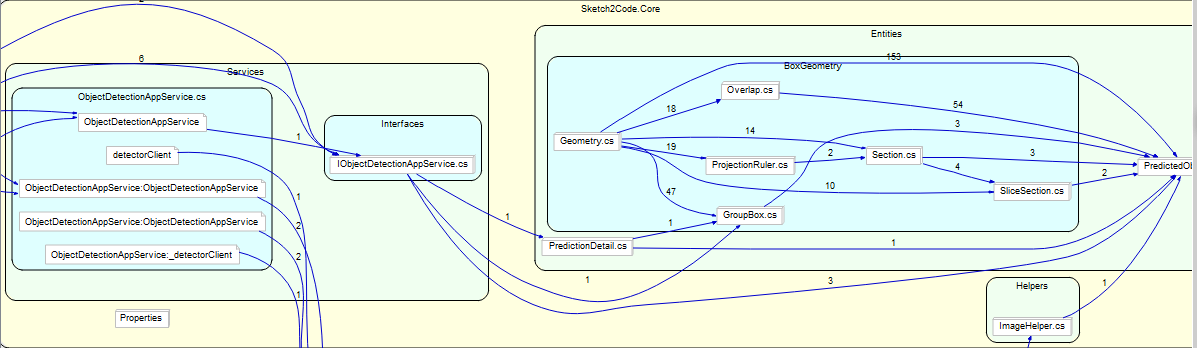 Sketch2Code.Core
2
6
Services
ObjectDetectionAppService.cs
ObjectDetectionAppService
detectorClient
ObjectDetectionAppService:ObjectDetectionAppService
ObjectDetectionAppService:ObjectDetectionAppService
ObjectDetectionAppService:_detectorClient
1
1
2
2
1
Interfaces
IObjectDetectionAppService.cs
Properties
Entities
BoxGeometry
153
Overlap.cs
18
54
3
Geometry.cs
14
19
ProjectionRuler.cs
2
Section.cs
3
4
10
SliceSection.cs
2
47
GroupBox.cs
1
1
PredictionDetail.cs
1
PredictedOb
1
3
Helpers
ImageHelper.cs
1